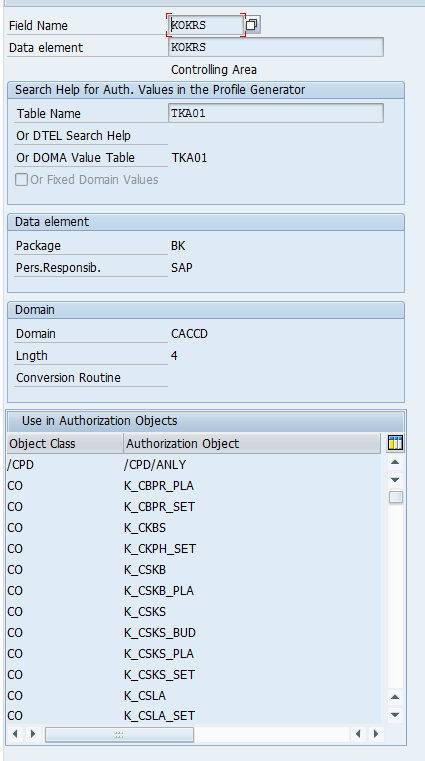 Field Name KOKRS
Data element KOKRS
Controlling Area
Search Help for Auth. Values in the Profile Generator
Table Name TKA01
Or DTEL Search Help
Or DOMA Value Table TKA01
Or Fixed Domain Values
Data element
Package BK
Pers.Responsib. SAP
Domain
Domain CACCD
Lngth 4
Conversion Routine
Use in Authorization Objects
Object Class Authorization Object
/CPD /CPD/ANLY
CO K_CBPR_PLA
CO K_CBPR_SET
CO K_CKBS
CO K_CKPH_SET
CO K_CSKB
CO K_CSKB_PLA
CO K_CSKS
CO K_CSKS_BUD
CO K_CSKS_PLA
CO K_CSKS_SET
CO K_CSLA
CO K_CSLA_SET